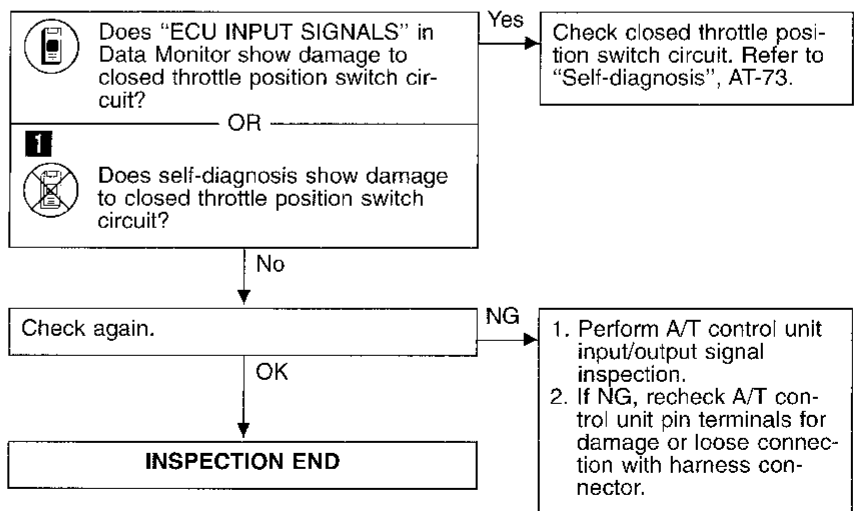 Does “ECU INPUT SIGNALS” in
Data Monitor show damage to
closed throttle position switch cir-
cuit?
Yes
Check closed throttle posi-
tion switch circuit. Refer to
“Self-diagnosis”, AT-73.
OR
1
Does self-diagnosis show damage
to closed throttle position switch
circuit?
No
Check again.
NG
1. Perform A/T control unit
input/output signal
inspection.
2. If NG, recheck A/T con-
trol unit pin terminals for
damage or loose connec-
tion with harness con-
nector.
OK
INSPECTION END